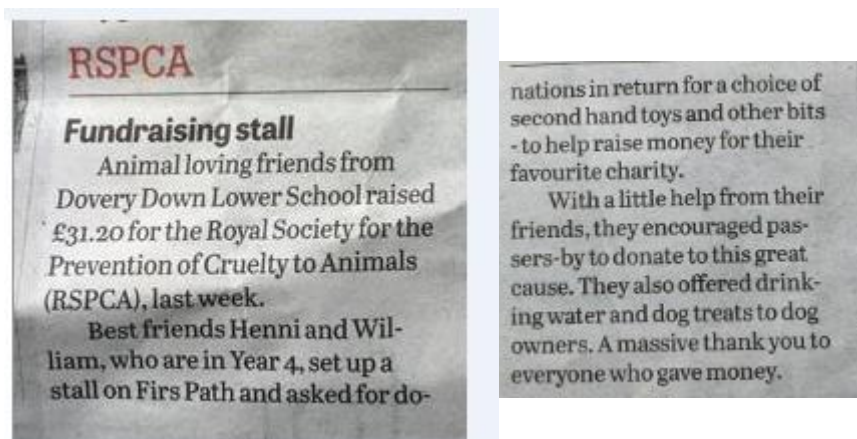 RSPCA
Fundraising stall
Animal loving friends from
Dovery Down Lower School raised
£31.20 for the Royal Society for the
Prevention of Cruelty to Animals
(RSPCA), last week.
Best friends Henni and Wil-
liam, who are in Year 4, set up a
stall on Firs Path and asked for do-
nations in return for a choice of
second hand toys and other bits
- to help raise money for their
favourite charity.
With a little help from their
friends, they encouraged pas-
sers-by to donate to this great
cause. They also offered drink-
ing water and dog treats to dog
owners. A massive thank you to
everyone who gave money.